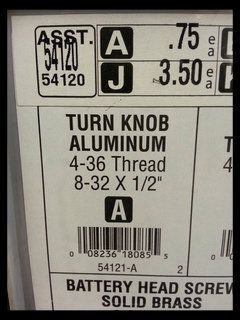 ASST.
54120
54120
A .75 ea
J 3.50 ea
TURN KNOB
ALUMINUM
4-36 Thread
8-32 X 1/2"
A
0 08236 18085 5
54121-A 2
BATTERY HEAD SCREW
SOLID BRASS